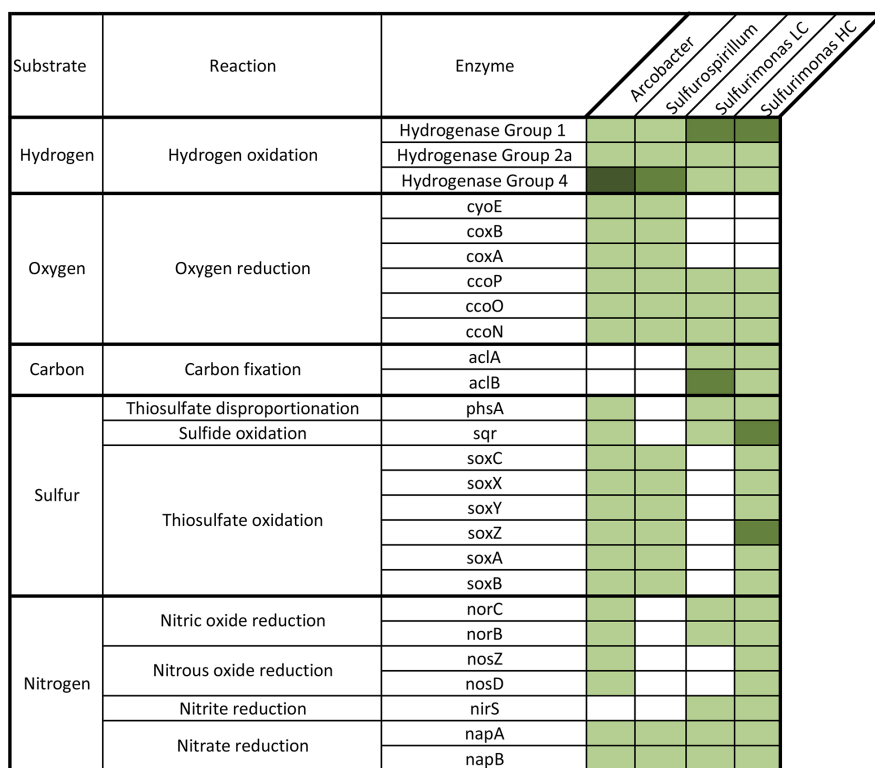 Substrate Reaction Enzyme Arcobacter Sulfurospirillum Sulfurimonas LC Sulfurimonas HC
Hydrogen Hydrogen oxidation Hydrogenase Group 1
Hydrogenase Group 2a
Hydrogenase Group 4
Oxygen Oxygen reduction cyoE
coxB
coxA
ccoP
ccoO
ccoN
Carbon Carbon fixation aclA
aclB
Sulfur Thiosulfate disproportionation phsA
Sulfide oxidation sqr
Thiosulfate oxidation soxC
soxX
soxY
soxZ
soxA
soxB
Nitrogen Nitric oxide reduction norC
norB
Nitrous oxide reduction nosZ
nosD
Nitrite reduction nirS
Nitrate reduction napA
napB